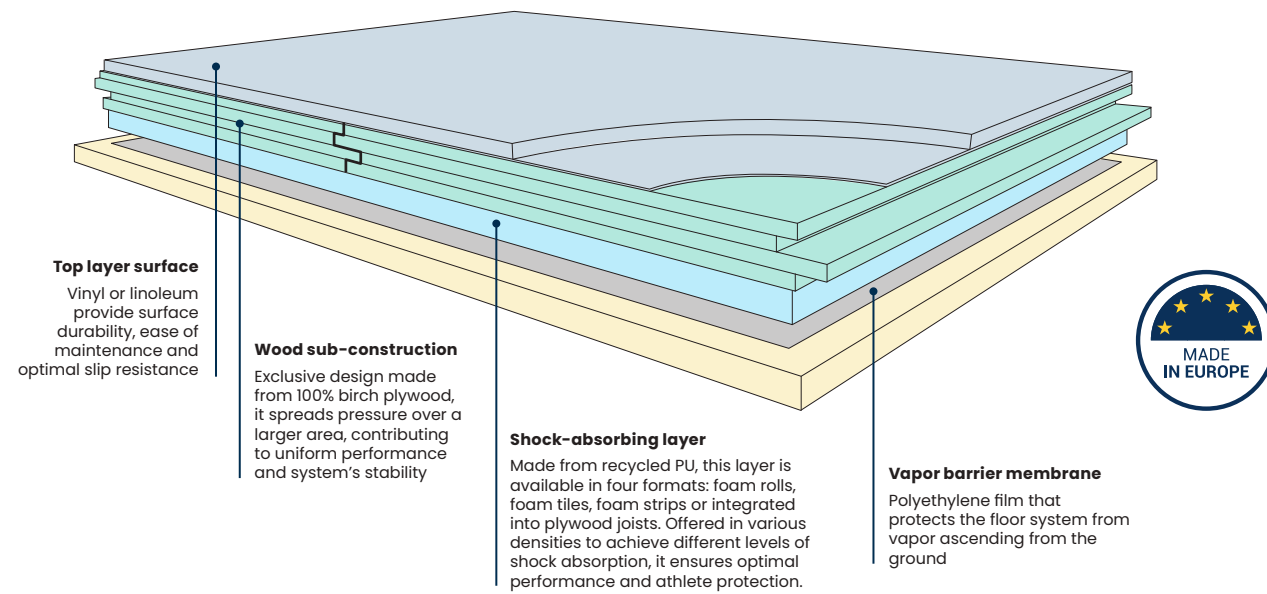 Top layer surface
Vinyl or linoleum
provide surface
durability, ease of
maintenance and
optimal slip resistance
Wood sub-construction
Exclusive design made
from 100% birch plywood,
it spreads pressure over a
larger area, contributing
to uniform performance
and system’s stability
Shock-absorbing layer
Made from recycled PU, this layer is
available in four formats: foam rolls,
foam tiles, foam strips or integrated
into plywood joists. Offered in various
densities to achieve different levels of
shock absorption, it ensures optimal
performance and athlete protection.
Vapor barrier membrane
Polyethylene film that
protects the floor system from
vapor ascending from the
ground
MADE
IN EUROPE